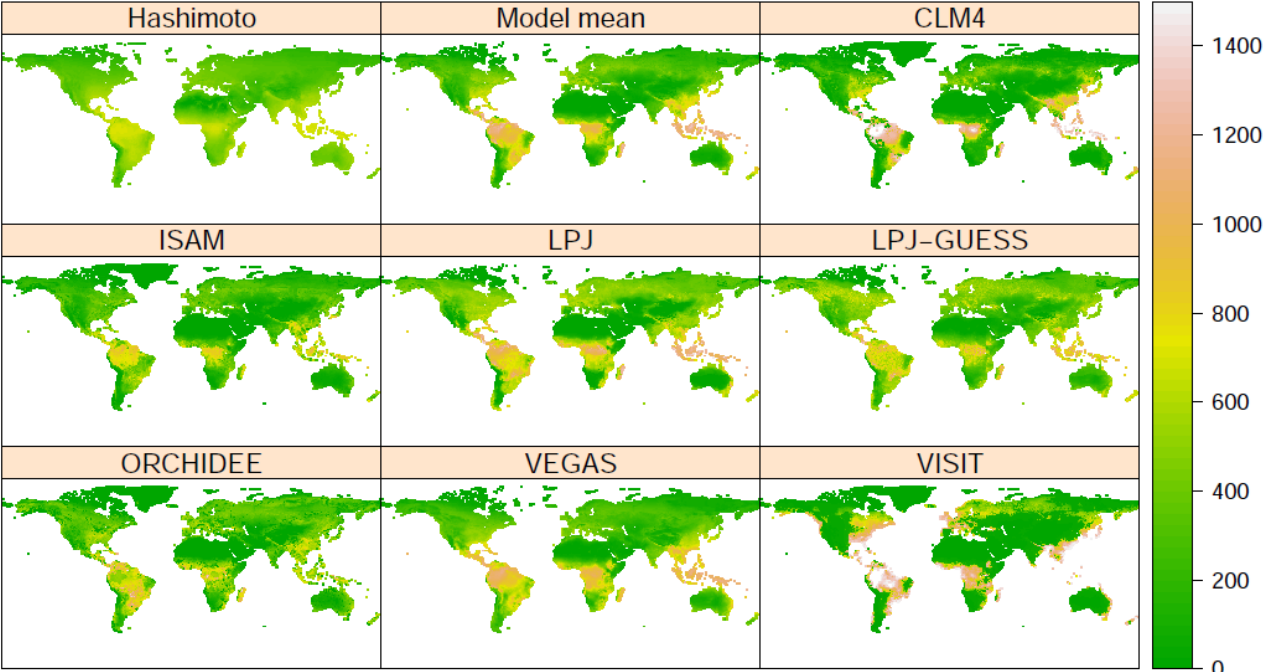 Hashimoto
Model mean
CLM4
ISAM
LPJ
LPJ−GUESS
ORCHIDEE
VEGAS
VISIT
1400
1200
1000
800
600
400
200
0